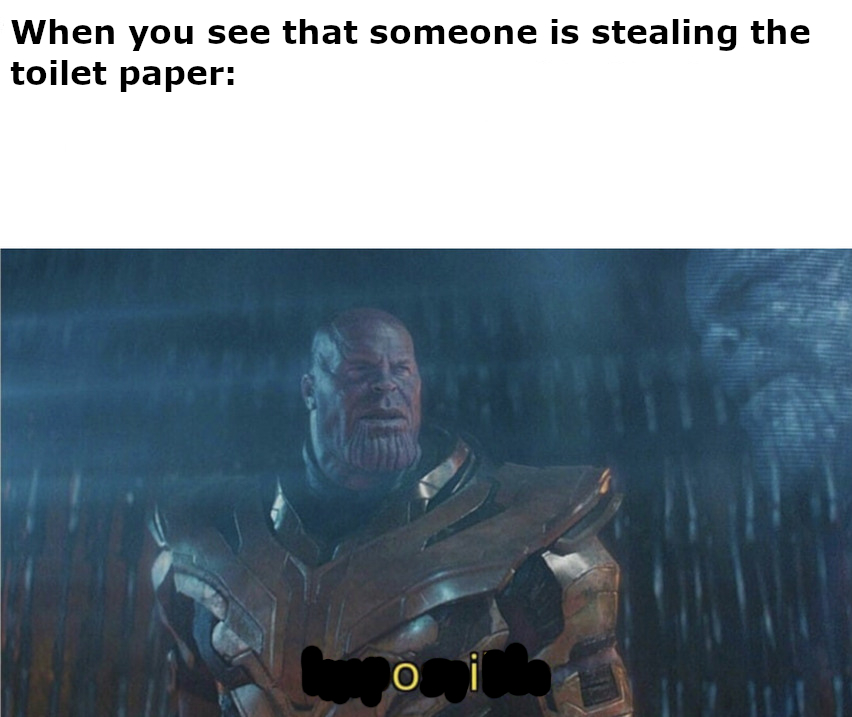 When you see that someone is stealing the
toilet paper:
o i